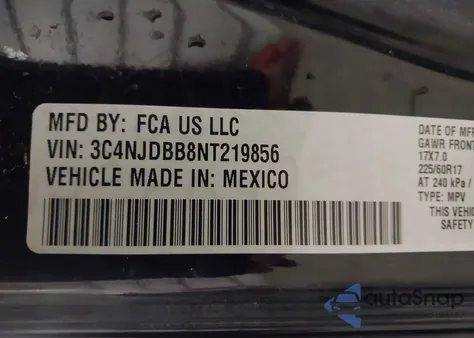 MFD BY: FCA US LLC
VIN: 3C4NJDBB8NT219856
VEHICLE MADE IN: MEXICO
DATE OF MFR
GAWR FRONT
17X7.0
225/60R17
AT 240 kPa /
TYPE: MPV
THIS VEHIC
SAFETY
autoSnap